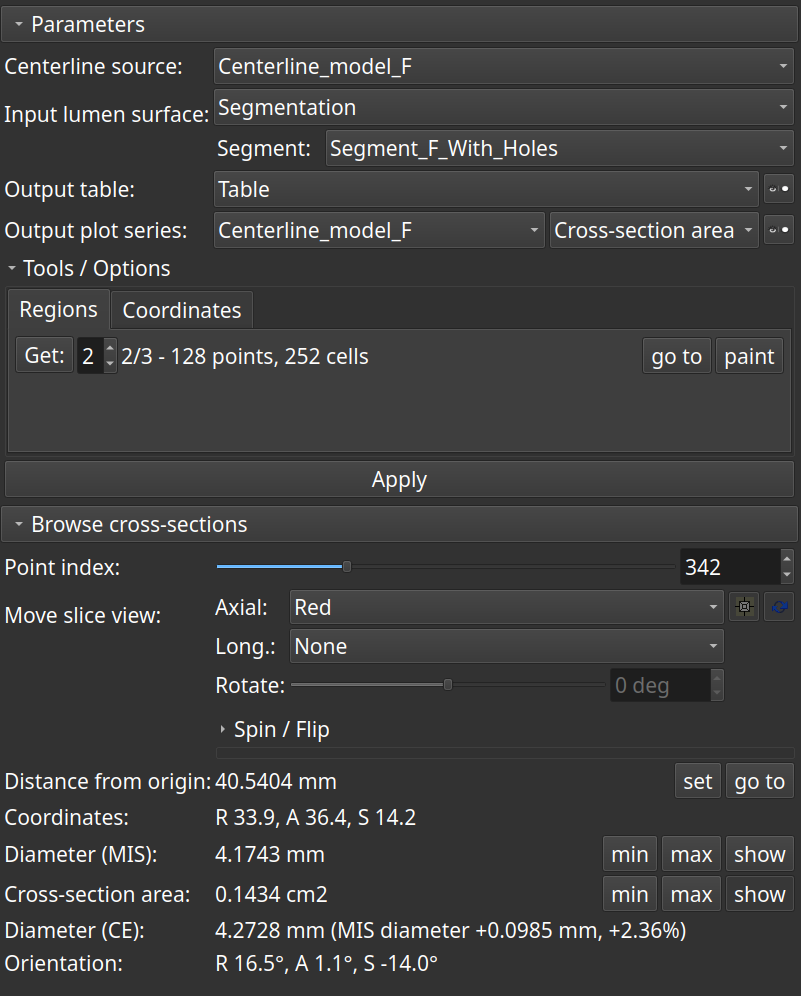 Parameters
Centerline source: Centerline_model_F
Input lumen surface: Segmentation
Segment: Segment_F_With_Holes
Output table: Table
Output plot series: Centerline_model_F Cross-section area
Tools / Options
Regions Coordinates
Get: 2 2/3 - 128 points, 252 cells go to paint
Apply
Browse cross-sections
Point index: 342
Move slice view: Axial: Red
Long.: None
Rotate: 0 deg
Spin / Flip
Distance from origin: 40.5404 mm set go to
Coordinates: R 33.9, A 36.4, S 14.2
Diameter (MIS): 4.1743 mm min max show
Cross-section area: 0.1434 cm2 min max show
Diameter (CE): 4.2728 mm (MIS diameter +0.0985 mm, +2.36%)
Orientation: R 16.5°, A 1.1°, S -14.0°